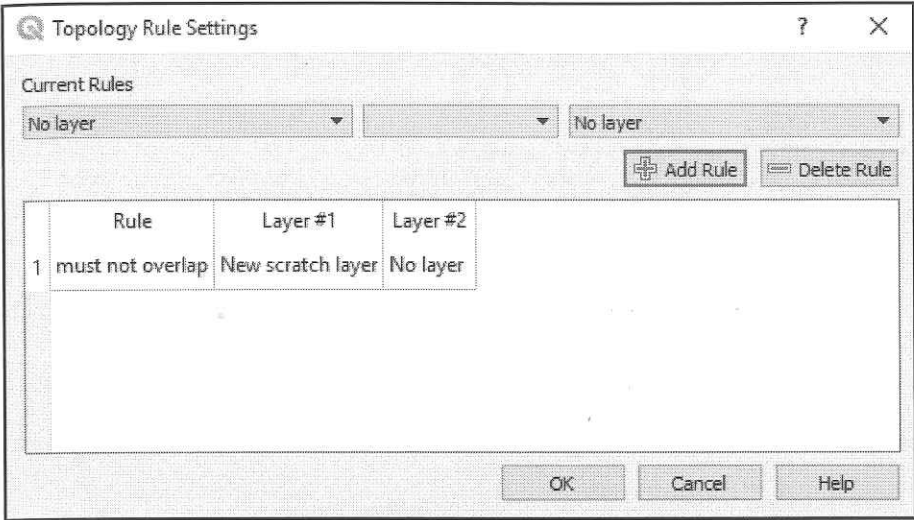 Topology Rule Settings ? ×
Current Rules
No layer No layer
Add Rule Delete Rule
Rule Layer #1 Layer #2
1 must not overlap New scratch layer No layer
OK Cancel Help